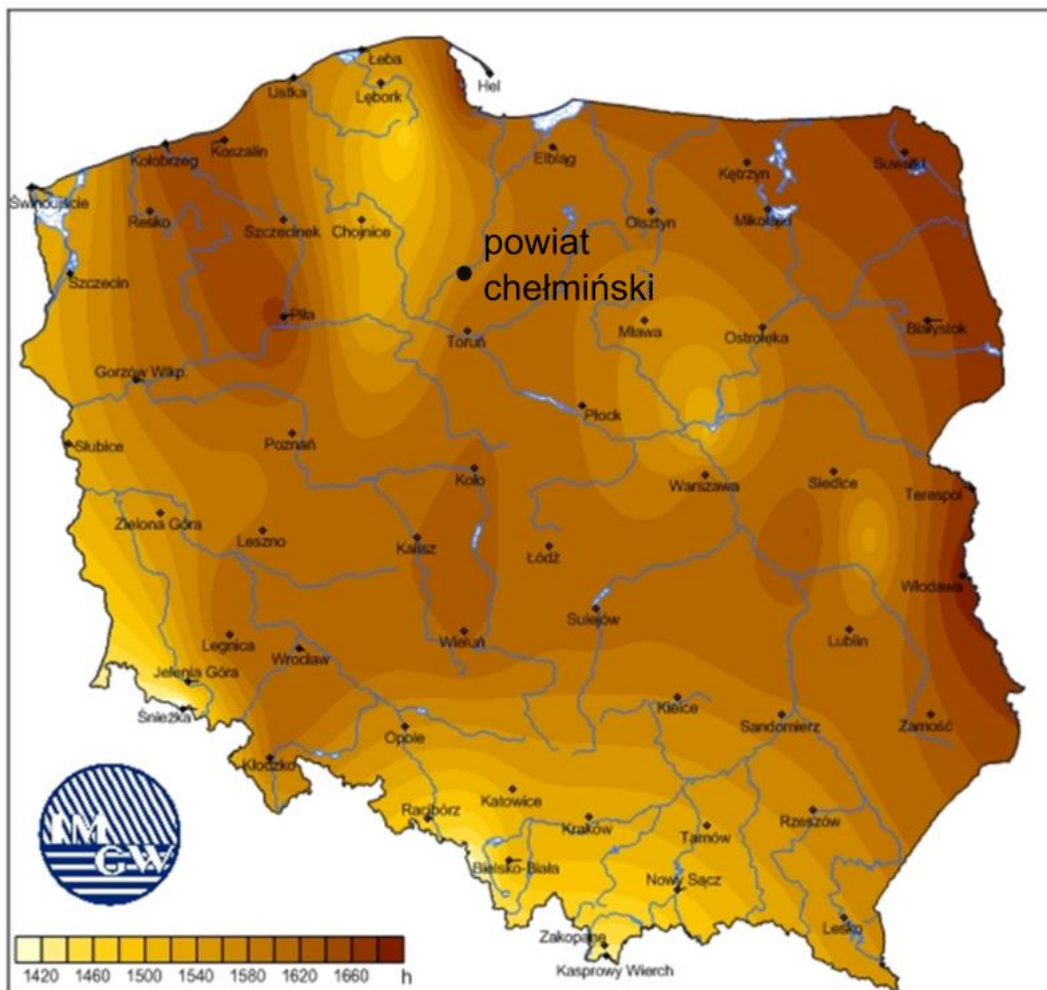 Łeba
Hel
Ustka
Lębork
Koszalin
Kołobrzeg
Elbląg
Kętrzyn
Suwałki
Świnoujście
Resko
Szczecinek
Chojnice
Olsztyn
Mikołajki
powiat
chełmiński
Szczecin
Piła
Toruń
Mława
Ostrołęka
Białystok
Gorzów Wlkp.
Płock
Słubice
Poznań
Koło
Warszawa
Siedlce
Terespol
Zielona Góra
Leszno
Kalisz
Łódź
Włodawa
Sulejów
Legnica
Wrocław
Wieluń
Lublin
Jelenia Góra
Śnieżka
Kielce
Sandomierz
Zamość
Opole
Kłodzko
Racibórz
Katowice
Kraków
Tarnów
Rzeszów
Bielsko-Biała
Nowy Sącz
Lesko
Zakopane
Kasprowy Wierch
IM
GW
1420 1460 1500 1540 1580 1620 1660 h